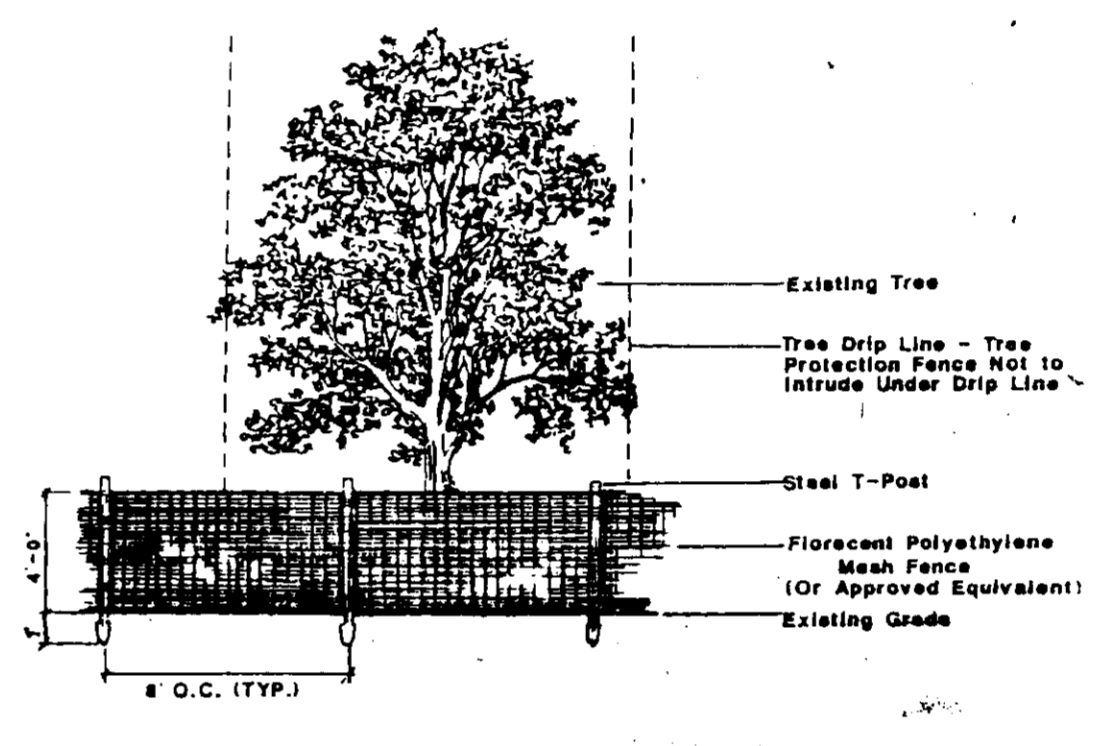 Existing Tree
Tree Drip Line - Tree
Protection Fence Not to
Intrude Under Drip Line
Steel T-Post
Florecent Polyethylene
Mesh Fence
(Or Approved Equivalent)
Existing Grade
4'-0"
8' O.C. (TYP.)